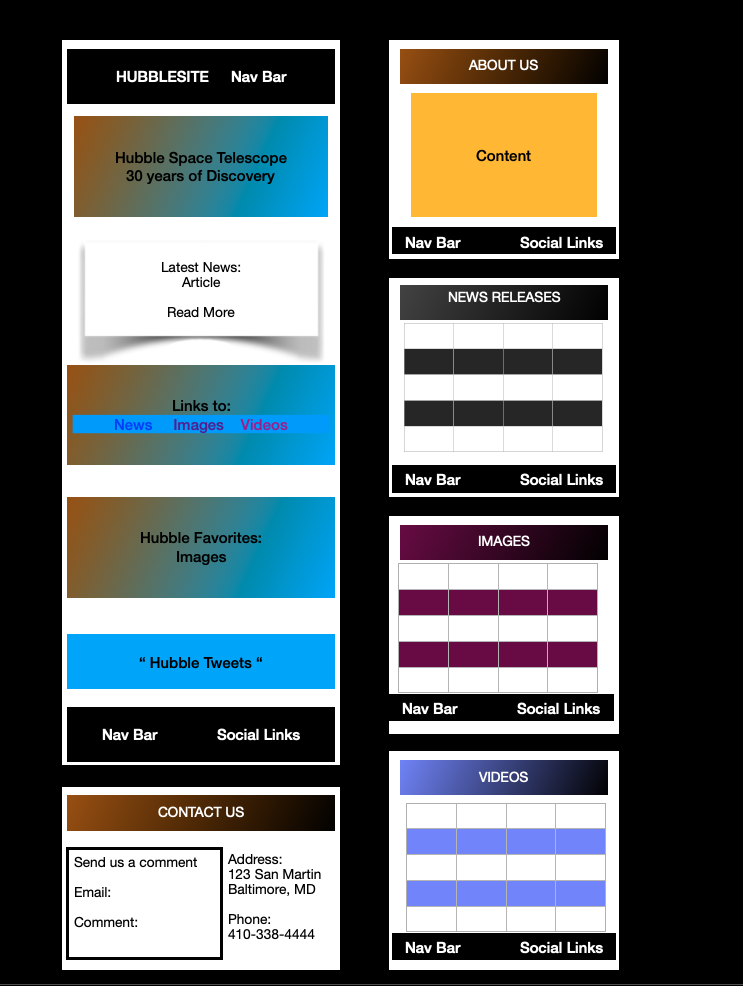 HUBBLESITE Nav Bar
Hubble Space Telescope
30 years of Discovery
Latest News:
Article
Read More
Links to:
News Images Videos
Hubble Favorites:
Images
“ Hubble Tweets “
Nav Bar Social Links
CONTACT US
Send us a comment
Email:
Comment:
Address:
123 San Martin
Baltimore, MD
Phone:
410-338-4444
ABOUT US
Content
Nav Bar Social Links
NEWS RELEASES
Nav Bar Social Links
IMAGES
Nav Bar Social Links
VIDEOS
Nav Bar Social Links